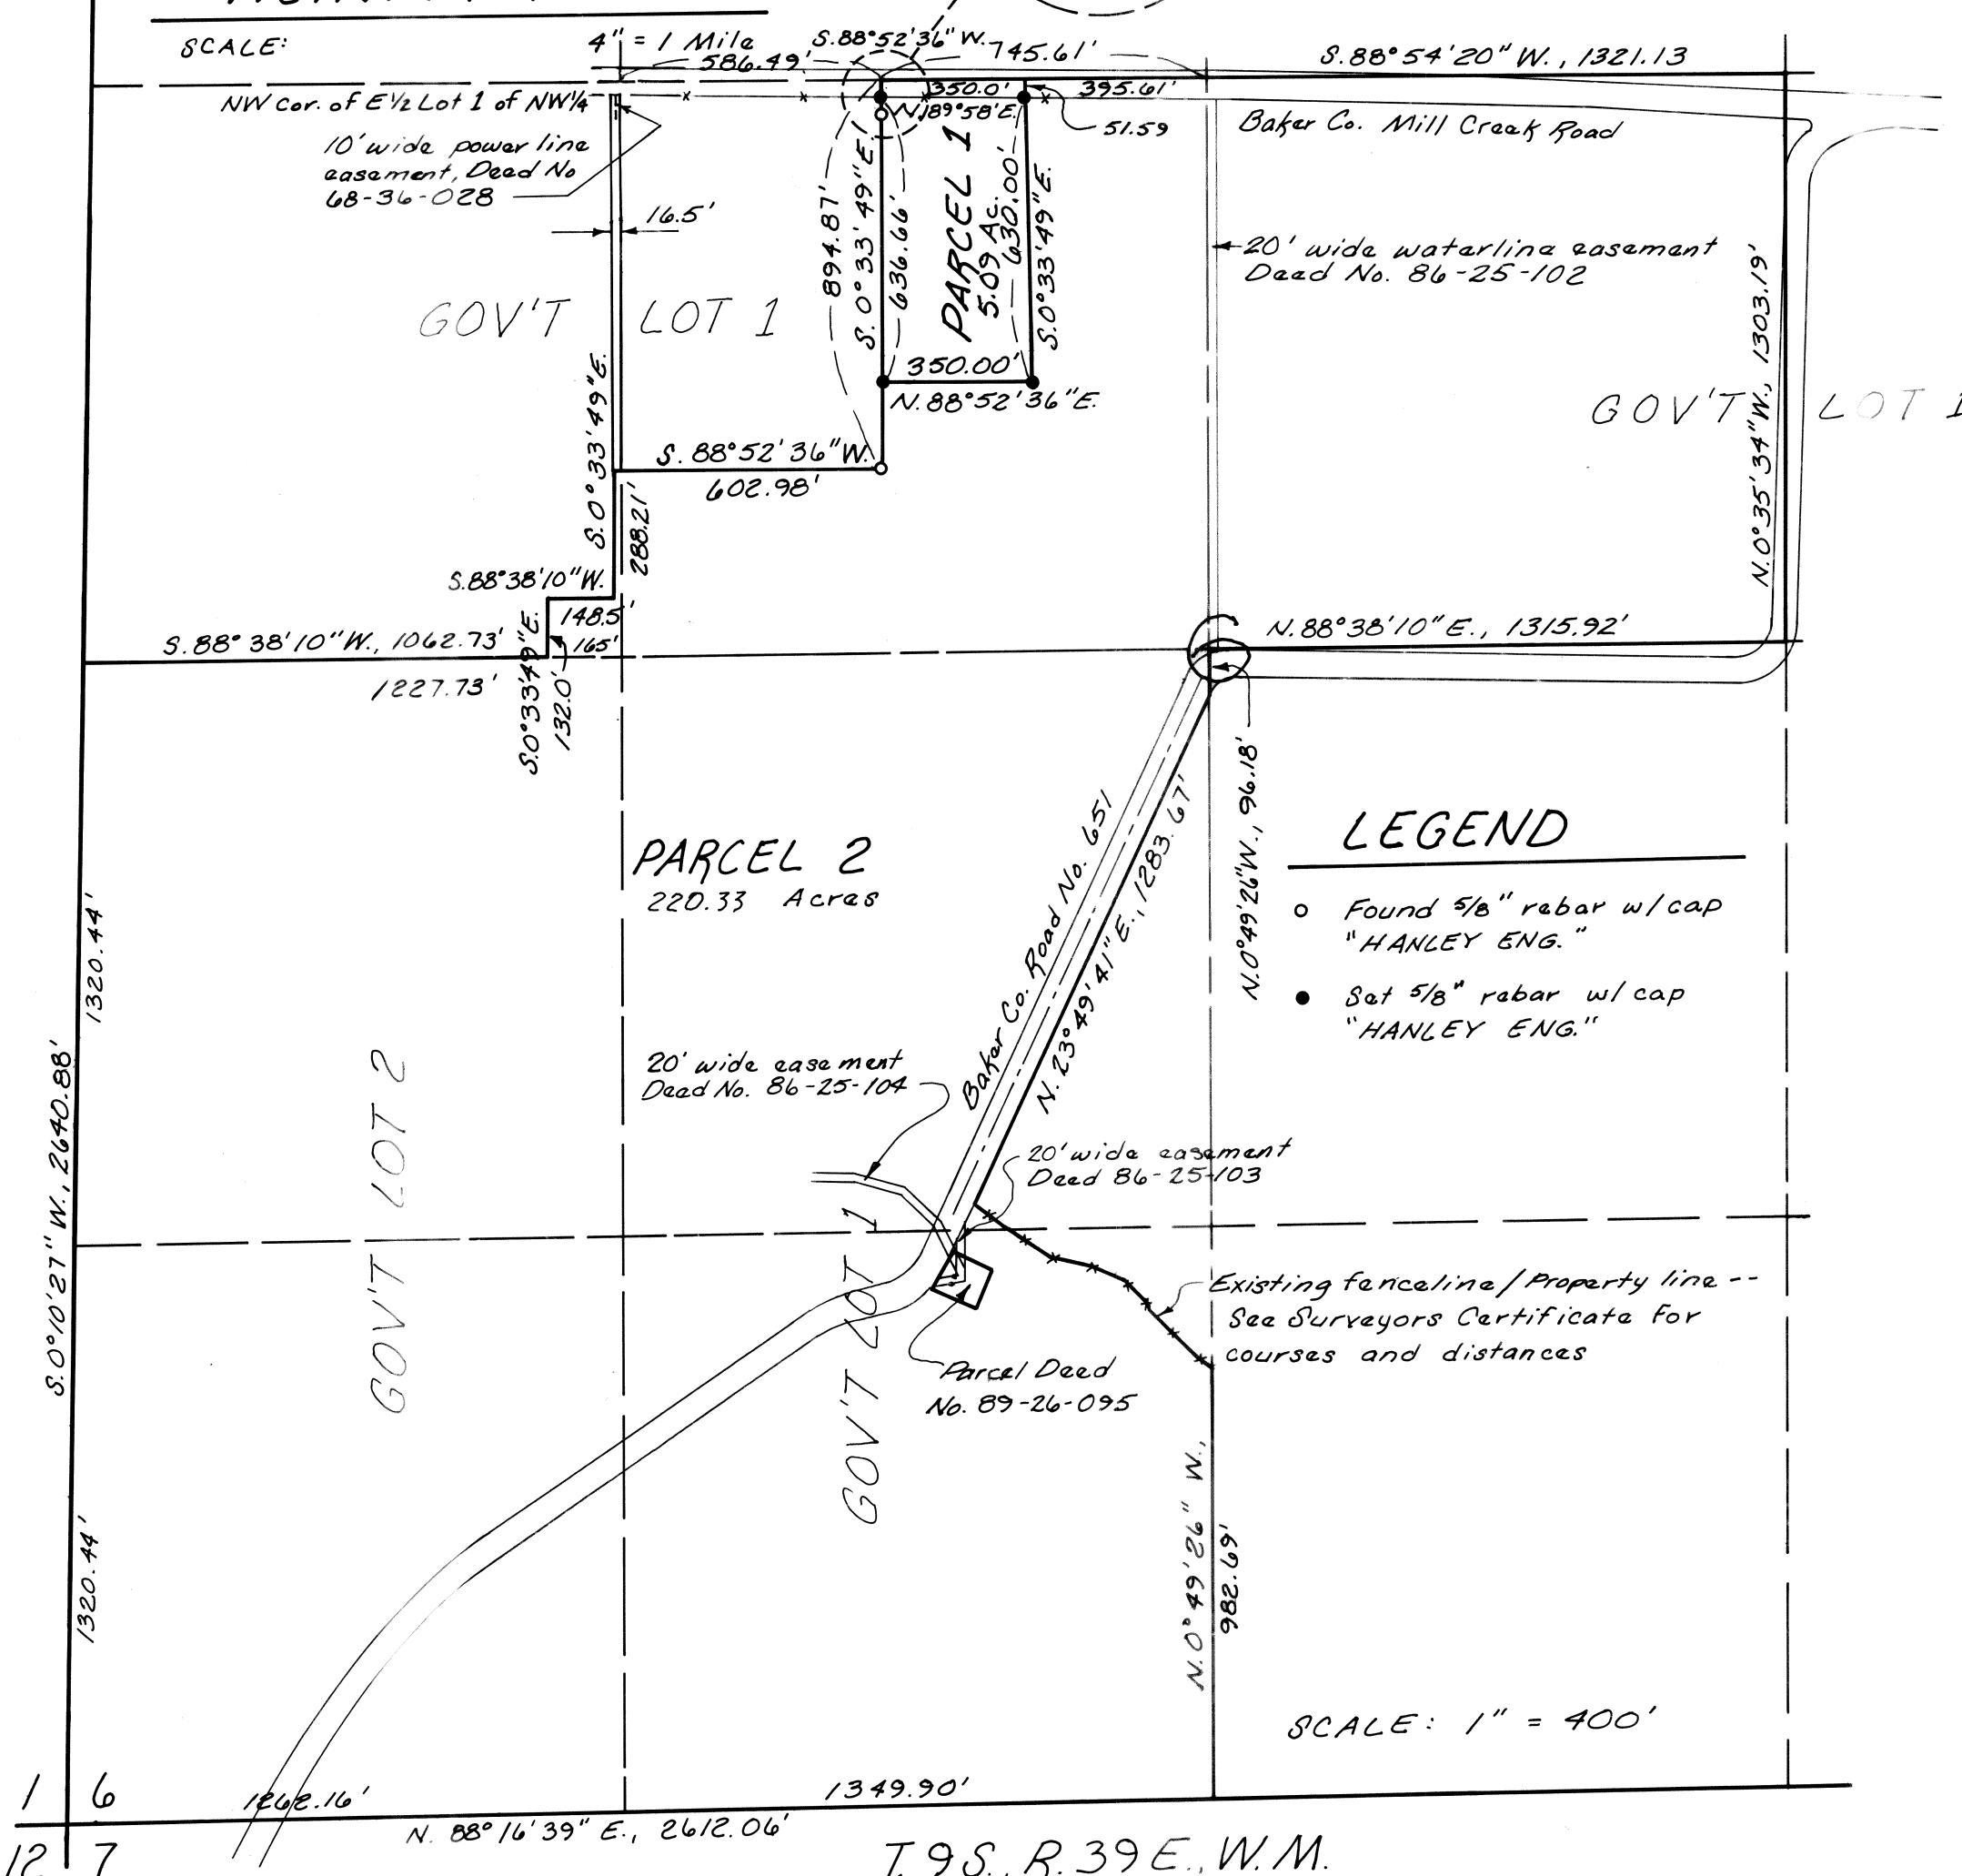 SCALE:
4" = 1 Mile
S.88°52'36"W.
745.61'
586.49'
S.88°54'20"W., 1321.13
NW cor. of E½ Lot 1 of NW¼
350.0'
395.61'
N.89°58'E.
51.59
Baker Co. Mill Creek Road
10' wide power line
easement, Deed No
68-36-028
16.5'
894.87'
S.0°33'49"E.
636.66'
PARCEL 1
5.09 Ac.
630.00'
S.0°33'49"E.
20' wide waterline easement
Deed No. 86-25-102
N.0°35'34"W., 1303.19'
GOV'T LOT 1
GOV'T LOT 1
350.00'
N.88°52'36"E.
S.0°33'49"E.
S. 88°52'36"W.
602.98'
288.21'
S.88°38'10"W.
148.5'
S.88°38'10"W., 1062.73'
165'
1227.73'
S.0°33'49"E.
132.0'
N.88°38'10"E., 1315.92'
N.0°49'26"W., 96.18'
PARCEL 2
220.33 Acres
Baker Co. Road No. 651
N.23°49'41"E., 1283.67'
LEGEND
Found 5/8" rebar w/cap
"HANLEY ENG."
Set 5/8" rebar w/cap
"HANLEY ENG."
1320.44'
S.0°10'27"W., 2640.88'
GOV'T LOT 2
20' wide easement
Deed No. 86-25-104
20' wide easement
Deed 86-25-103
GOV'T LOT 1
Existing fenceline/Property line --
See Surveyors Certificate For
courses and distances
Parcel Deed
No. 89-26-095
1320.44'
N.0°49'26"W.,
982.69'
SCALE: 1" = 400'
1 6
1262.16'
1349.90'
N. 88°16'39"E., 2612.06'
12 7
T.9S., R.39E., W.M.